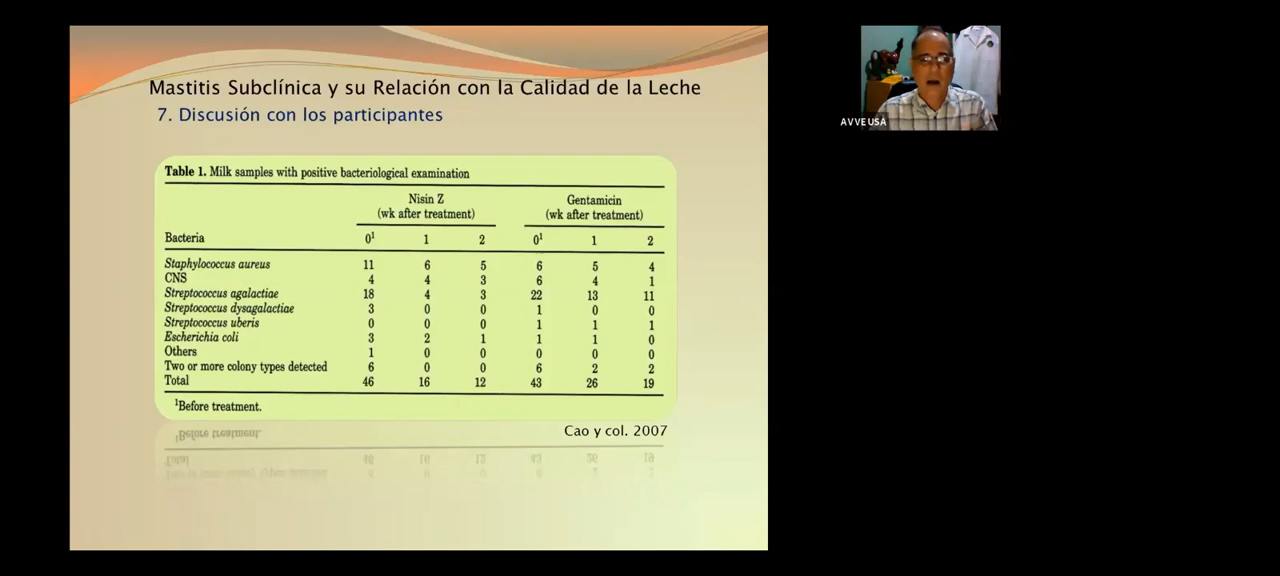 Mastitis Subclínica y su Relación con la Calidad de la Leche
7. Discusión con los participantes
AVVEUSA
Table 1. Milk samples with positive bacteriological examination
Nisin Z Gentamicin
(wk after treatment) (wk after treatment)
Bacteria 0¹ 1 2 0¹ 1 2
Staphylococcus aureus 11 6 5 6 5 4
CNS 4 4 3 6 4 1
Streptococcus agalactiae 18 4 3 22 13 11
Streptococcus dysagalactiae 3 0 0 1 0 0
Streptococcus uberis 0 0 0 1 1 1
Escherichia coli 3 2 1 1 1 0
Others 1 0 0 0 0 0
Two or more colony types detected 6 0 0 6 2 2
Total 46 16 12 43 26 19
¹Before treatment.
Cao y col. 2007